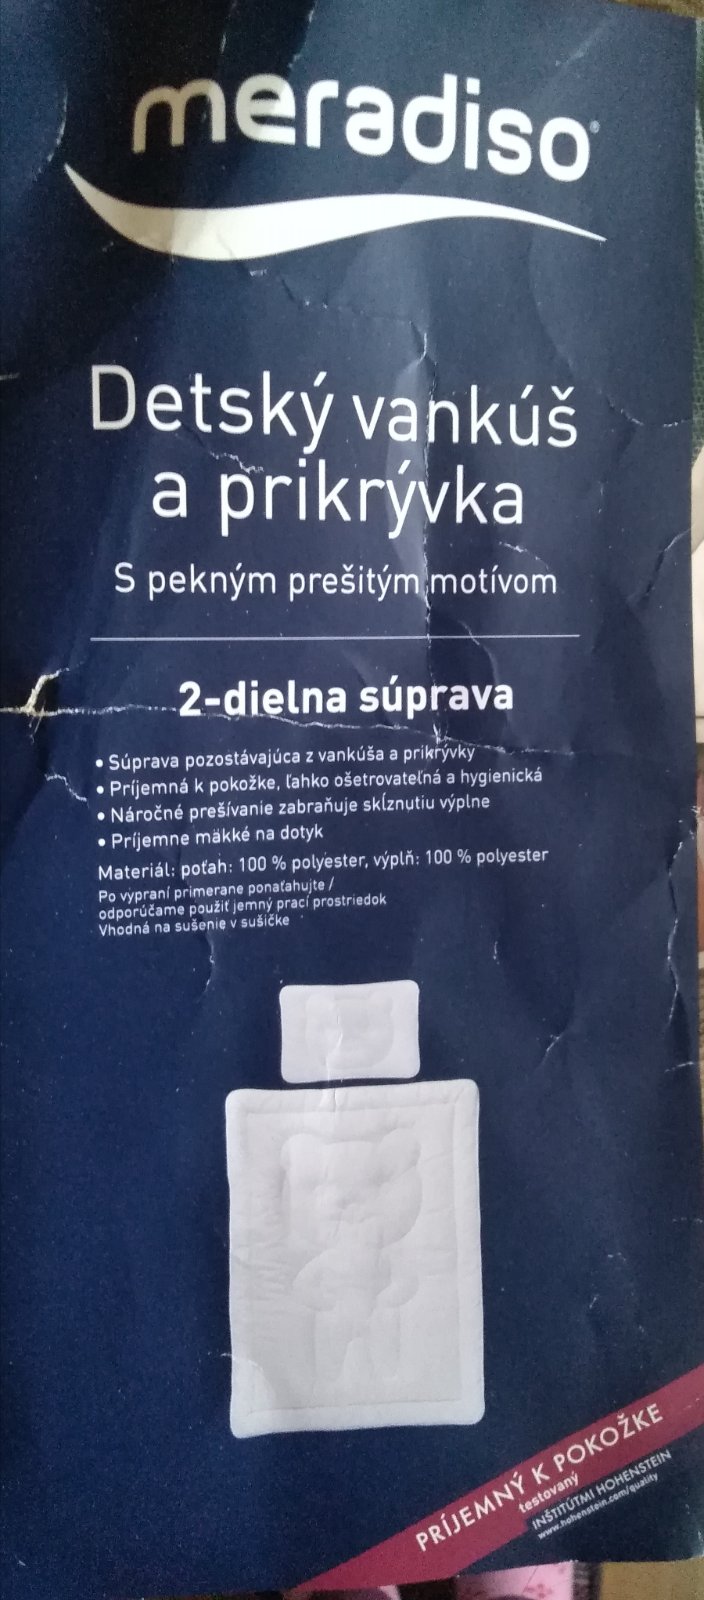 meradiso®
Detský vankúš
a prikrývka
S pekným prešitým motívom
2-dielna súprava
• Súprava pozostávajúca z vankúša a prikrývky
• Príjemná k pokožke, ľahko ošetrovateľná a hygienická
• Náročné prešívanie zabraňuje skĺznutiu výplne
• Príjemne mäkké na dotyk
Materiál: poťah: 100 % polyester, výplň: 100 % polyester
Po vypraní primerane ponaťahujte /
odporúčame použiť jemný prací prostriedok
Vhodná na sušenie v sušičke
PRÍJEMNÝ K POKOŽKE
testovaný
INŠTITÚTMI HOHENSTEIN
www.hohenstein.com/quality